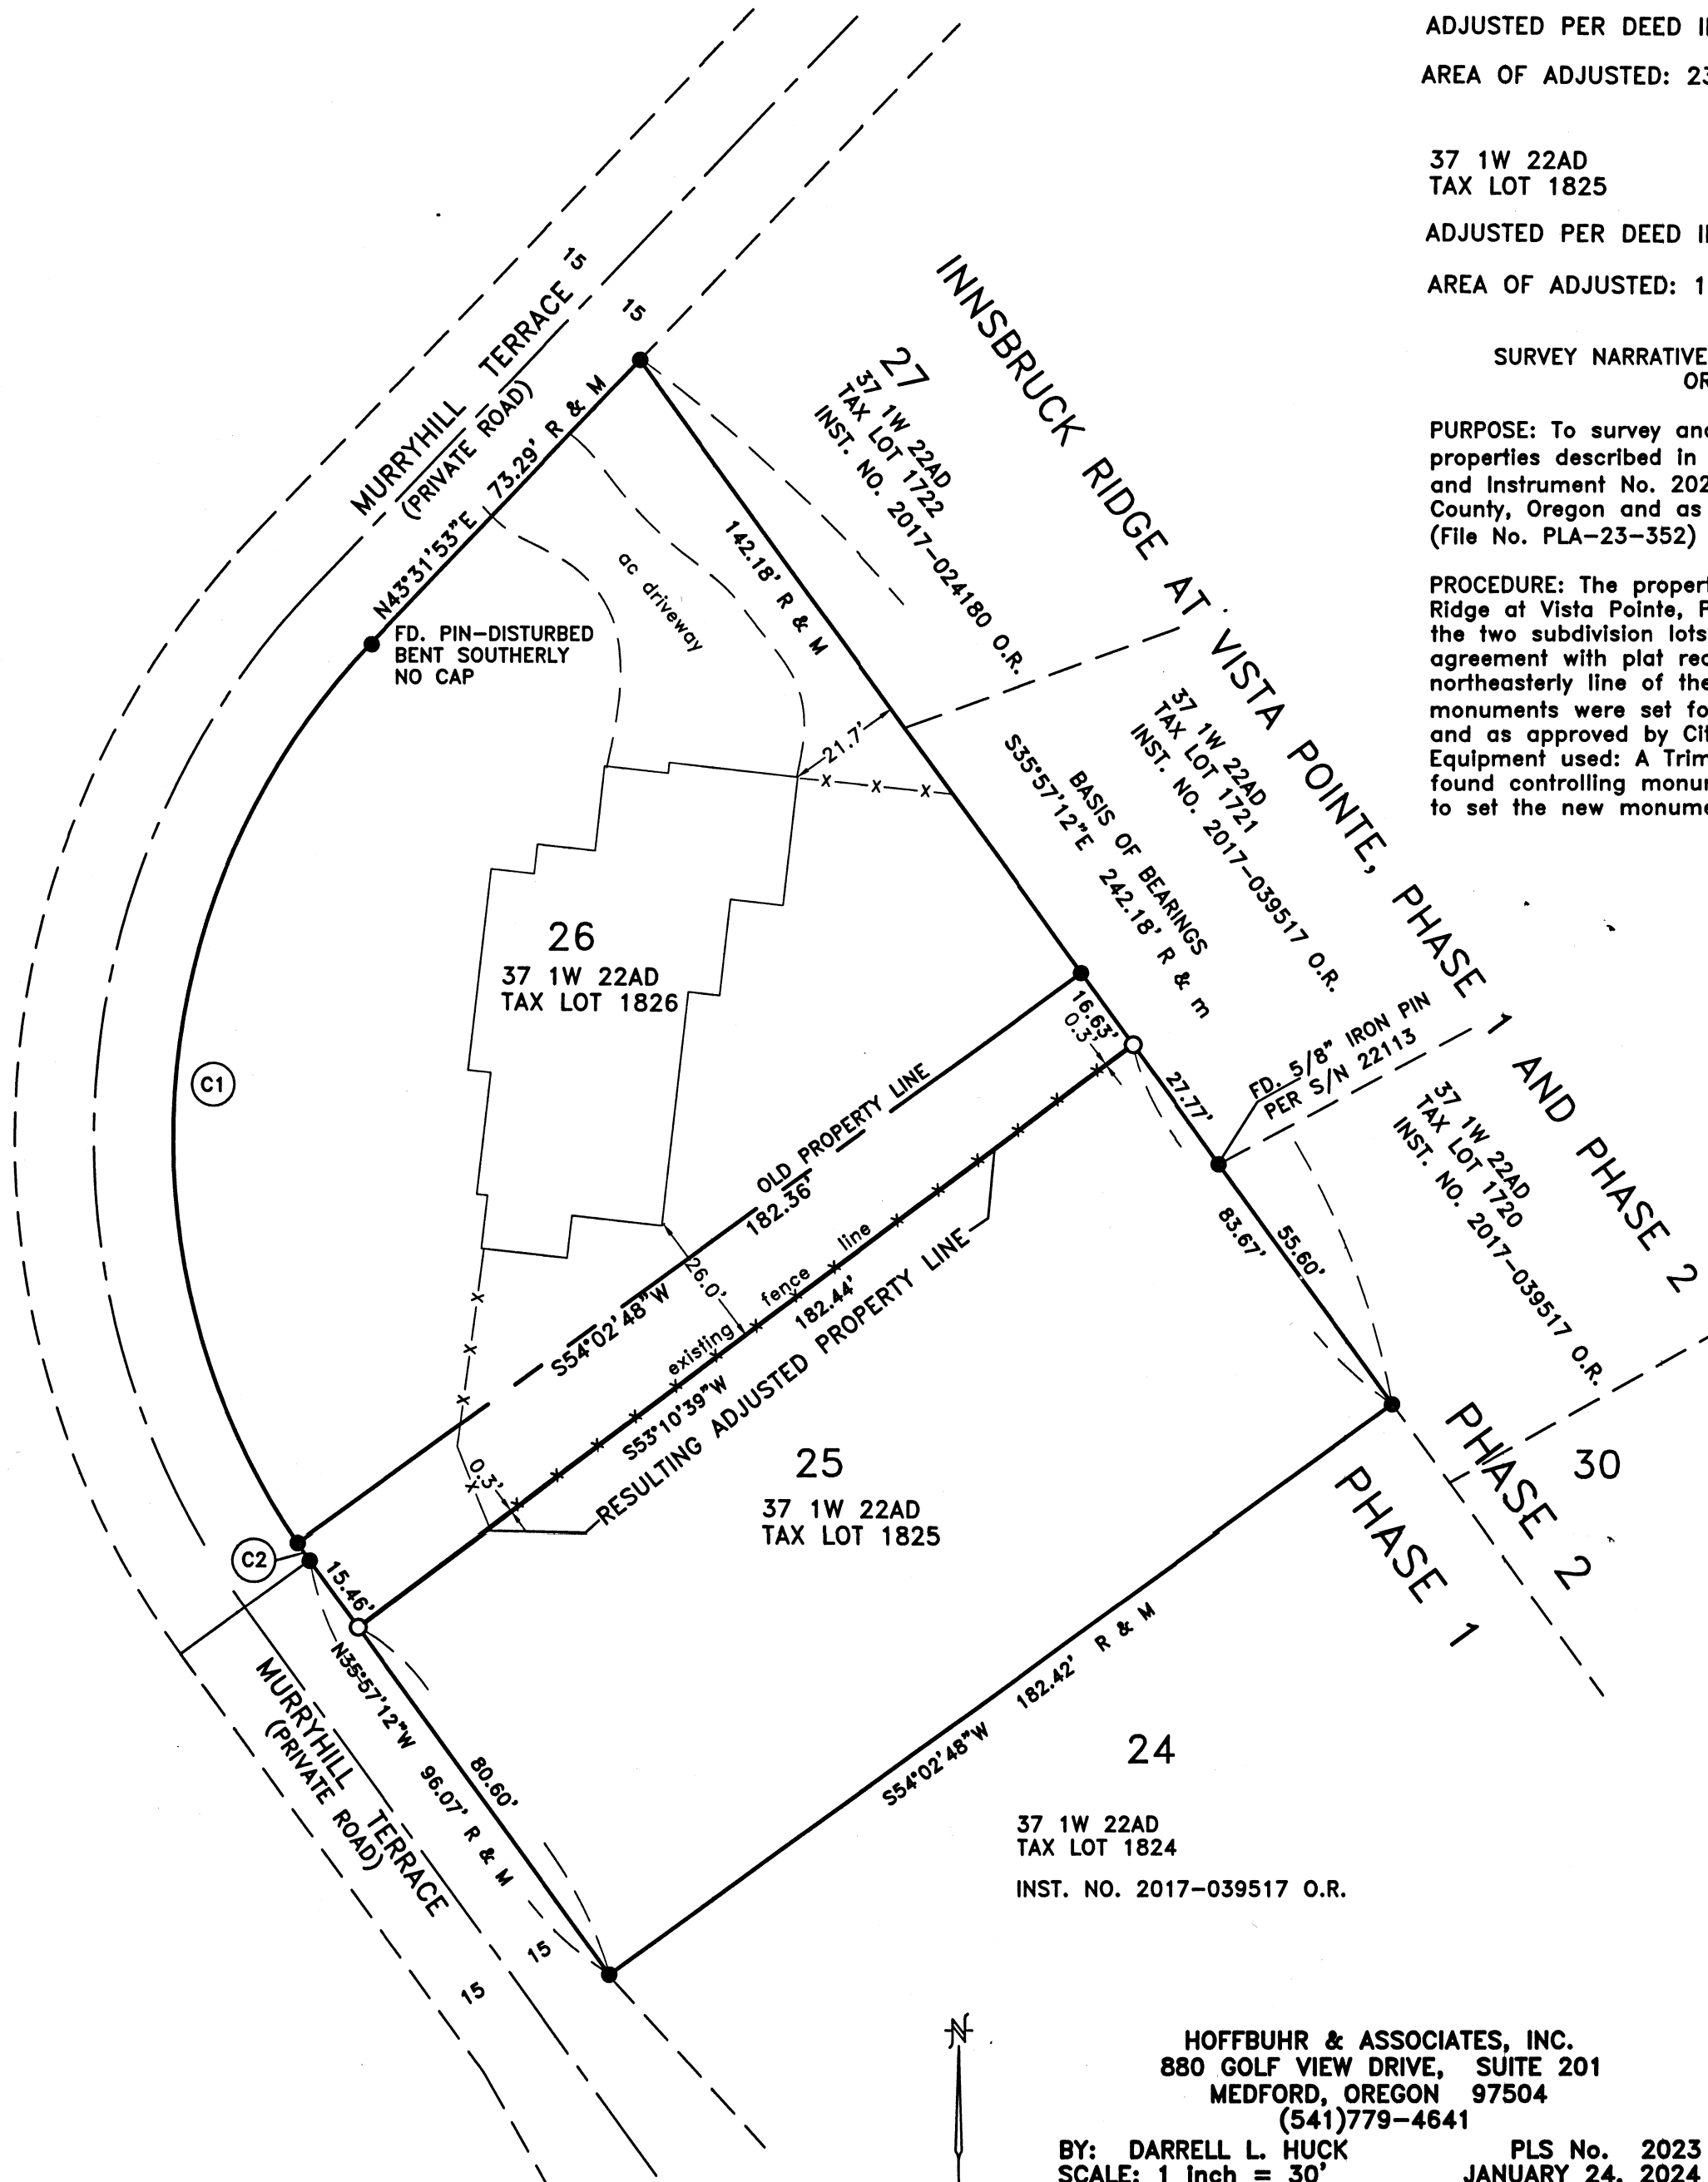 ADJUSTED PER DEED I
AREA OF ADJUSTED: 23
37 1W 22AD
TAX LOT 1825
ADJUSTED PER DEED I
AREA OF ADJUSTED: 1
SURVEY NARRATIVE
OR
PURPOSE: To survey and
properties described in
and Instrument No. 202
County, Oregon and as
(File No. PLA-23-352)
PROCEDURE: The propert
Ridge at Vista Pointe, P
the two subdivision lots
agreement with plat rec
northeasterly line of the
monuments were set fo
and as approved by Cit
Equipment used: A Trim
found controlling monu
to set the new monume
15
15
MURRYHILL TERRACE
(PRIVATE ROAD)
N43°31'53"E 73.29' R & M
FD. PIN-DISTURBED
BENT SOUTHERLY
NO CAP
ac driveway
27
37 1W 22AD
TAX LOT 1722
INST. NO. 2017-024180 O.R.
INNSBRUCK RIDGE AT VISTA POINTE, PHASE 1 AND PHASE 2
142.18' R & M
21.7'
x x x
37 1W 22AD
TAX LOT 1721
INST. NO. 2017-039517 O.R.
BASIS OF BEARINGS
S35°57'12"E 242.18' R & m
26
37 1W 22AD
TAX LOT 1826
C1
16.63'
0.3'
27.77'
FD. 5/8" IRON PIN
PER S/N 22113
37 1W 22AD
TAX LOT 1720
INST. NO. 2017-039517 O.R.
83.67'
55.60'
OLD PROPERTY LINE
S54°02'48"W 182.36'
26.0'
existing fence line
S53°10'39"W 182.44'
RESULTING ADJUSTED PROPERTY LINE
x
x
x
x
0.3'
25
37 1W 22AD
TAX LOT 1825
PHASE 2
PHASE 1
30
C2
15.46'
N35°57'12"W 96.07' R & M
80.60'
MURRYHILL TERRACE
(PRIVATE ROAD)
15
15
S54°02'48"W 182.42' R & M
24
37 1W 22AD
TAX LOT 1824
INST. NO. 2017-039517 O.R.
N
HOFFBUHR & ASSOCIATES, INC.
880 GOLF VIEW DRIVE, SUITE 201
MEDFORD, OREGON 97504
(541)779-4641
BY: DARRELL L. HUCK PLS No. 2023
SCALE: 1 inch = 30' JANUARY 24, 2024